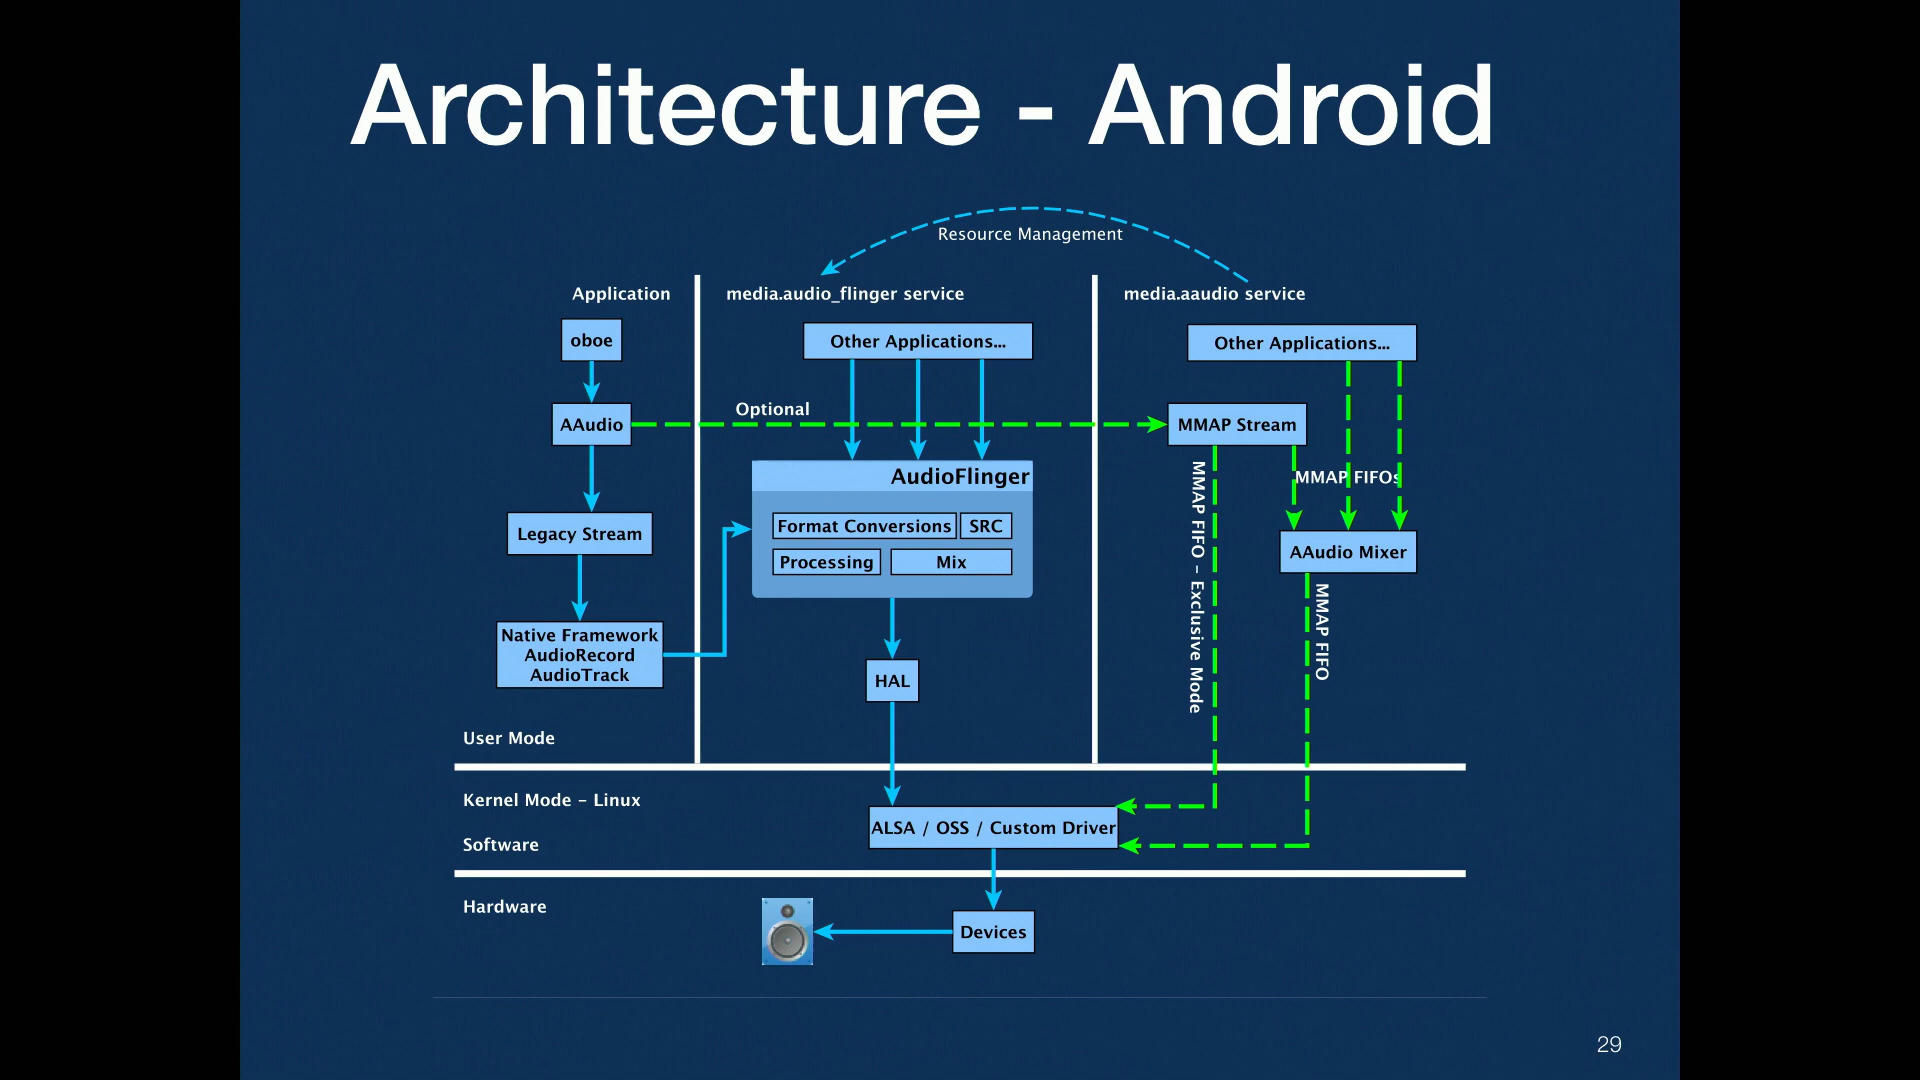 Architecture - Android
Resource Management
Application
media.audio_flinger service
media.aaudio service
oboe
Other Applications...
Other Applications...
AAudio
Optional
MMAP Stream
AudioFlinger
MMAP FIFOs
Format Conversions
SRC
Legacy Stream
Processing
Mix
AAudio Mixer
MMAP FIFO - Exclusive Mode
MMAP FIFO
Native Framework
AudioRecord
AudioTrack
HAL
User Mode
Kernel Mode - Linux
ALSA / OSS / Custom Driver
Software
Hardware
Devices
29